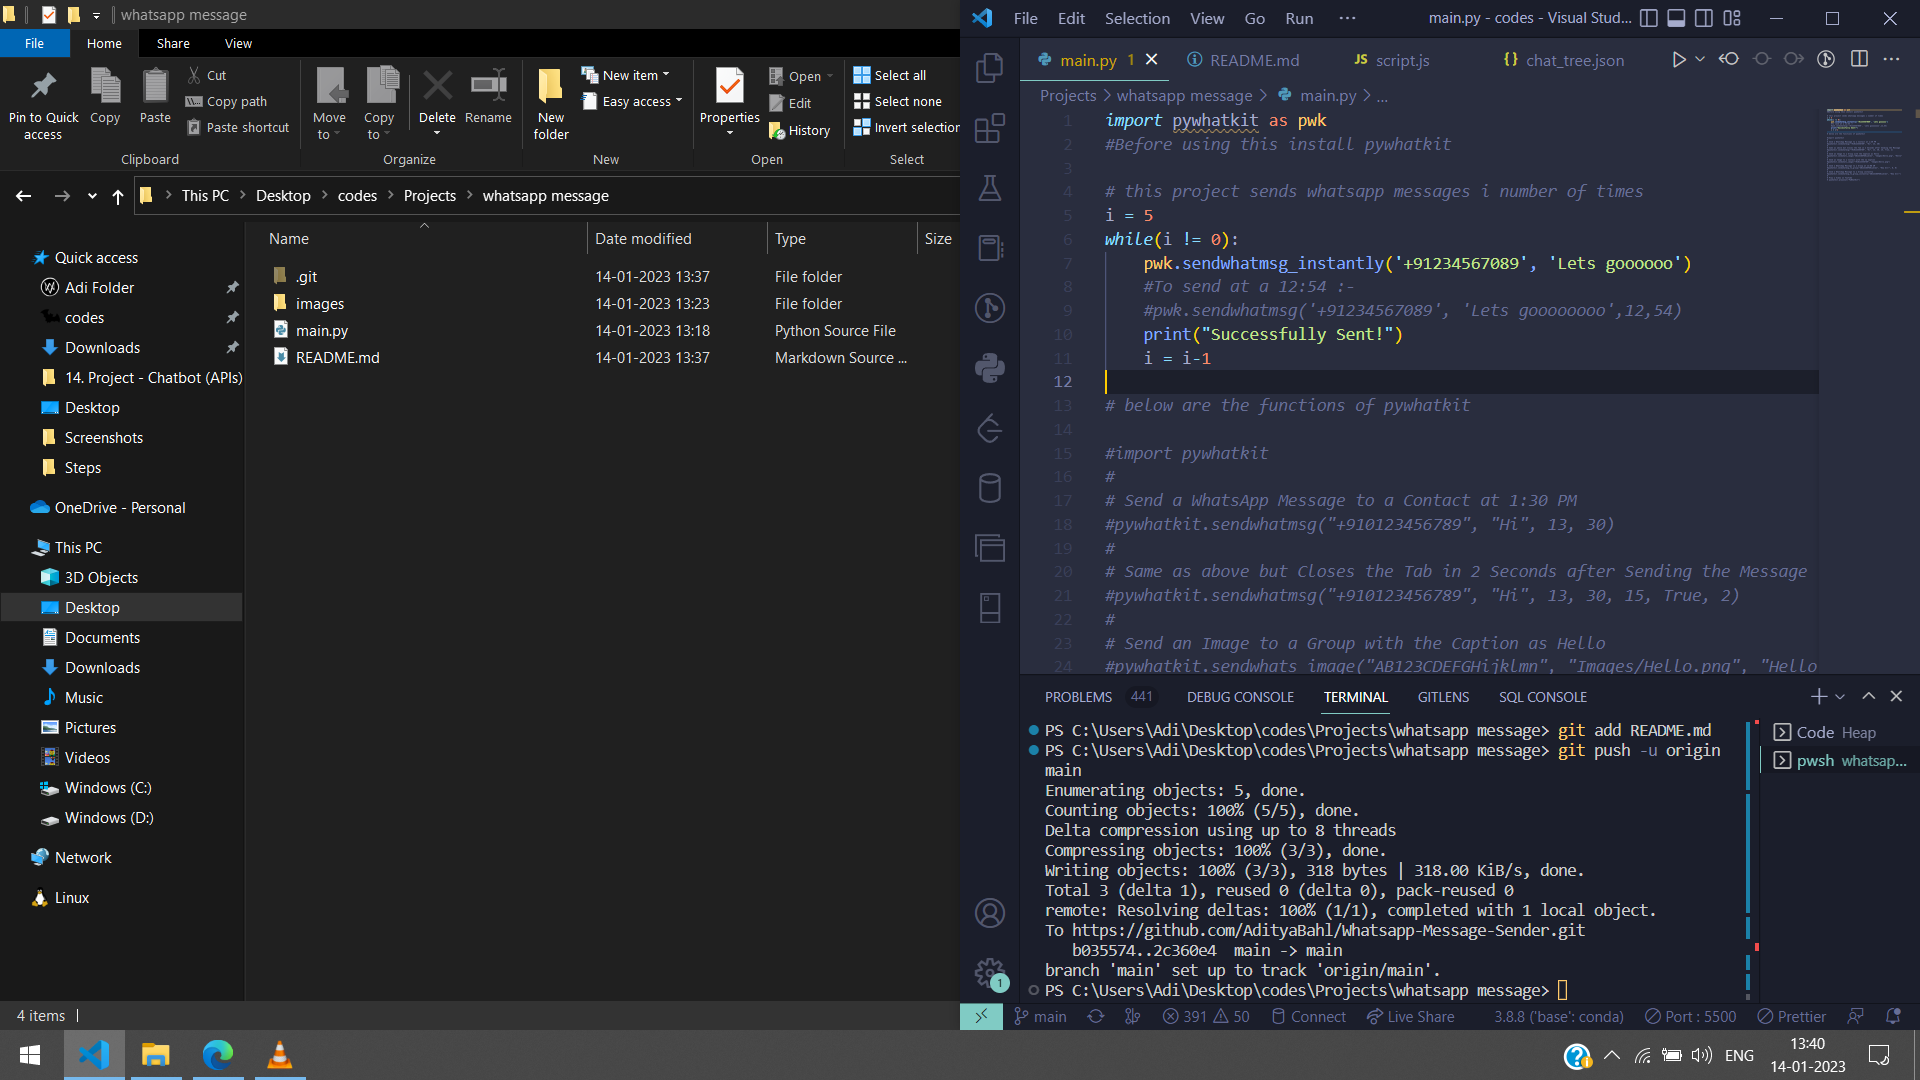 whatsapp message
File
Home
Share
View
Pin to Quick access
Copy
Paste
Cut
Copy path
Paste shortcut
Clipboard
Move to
Copy to
Delete
Rename
Organize
New folder
New item
Easy access
New
Properties
Open
Edit
History
Open
Select all
Select none
Invert selection
Select
This PC > Desktop > codes > Projects > whatsapp message
Name
Date modified
Type
Size
Quick access
Adi Folder
codes
Downloads
14. Project - Chatbot (APIs)
Desktop
Screenshots
Steps
OneDrive - Personal
This PC
3D Objects
Desktop
Documents
Downloads
Music
Pictures
Videos
Windows (C:)
Windows (D:)
Network
Linux
.git 14-01-2023 13:37 File folder
images 14-01-2023 13:23 File folder
main.py 14-01-2023 13:18 Python Source File
README.md 14-01-2023 13:37 Markdown Source ...
4 items
File Edit Selection View Go Run ...
main.py - codes - Visual Stud...
main.py 1
README.md
JS script.js
{} chat_tree.json
Projects > whatsapp message > main.py > ...
1 import pywhatkit as pwk
2 #Before using this install pywhatkit
3
4 # this project sends whatsapp messages i number of times
5 i = 5
6 while(i != 0):
7 pwk.sendwhatmsg_instantly('+91234567089', 'Lets goooooo')
8 #To send at a 12:54 :-
9 #pwk.sendwhatmsg('+91234567089', 'Lets goooooooo',12,54)
10 print("Successfully Sent!")
11 i = i-1
12
13 # below are the functions of pywhatkit
14
15 #import pywhatkit
16 #
17 # Send a WhatsApp Message to a Contact at 1:30 PM
18 #pywhatkit.sendwhatmsg("+910123456789", "Hi", 13, 30)
19 #
20 # Same as above but Closes the Tab in 2 Seconds after Sending the Message
21 #pywhatkit.sendwhatmsg("+910123456789", "Hi", 13, 30, 15, True, 2)
22 #
23 # Send an Image to a Group with the Caption as Hello
24 #pywhatkit.sendwhats_image("AB123CDEFGHijklmn", "Images/Hello.png", "Hello
PROBLEMS 441
DEBUG CONSOLE
TERMINAL
GITLENS
SQL CONSOLE
PS C:\Users\Adi\Desktop\codes\Projects\whatsapp message> git add README.md
PS C:\Users\Adi\Desktop\codes\Projects\whatsapp message> git push -u origin
main
Enumerating objects: 5, done.
Counting objects: 100% (5/5), done.
Delta compression using up to 8 threads
Compressing objects: 100% (3/3), done.
Writing objects: 100% (3/3), 318 bytes | 318.00 KiB/s, done.
Total 3 (delta 1), reused 0 (delta 0), pack-reused 0
remote: Resolving deltas: 100% (1/1), completed with 1 local object.
To https://github.com/AdityaBahl/Whatsapp-Message-Sender.git
b035574..2c360e4 main -> main
branch 'main' set up to track 'origin/main'.
PS C:\Users\Adi\Desktop\codes\Projects\whatsapp message>
Code Heap
pwsh whatsap...
1
main
391
50
Connect
Live Share
3.8.8 ('base': conda)
Port : 5500
Prettier
ENG
13:40
14-01-2023